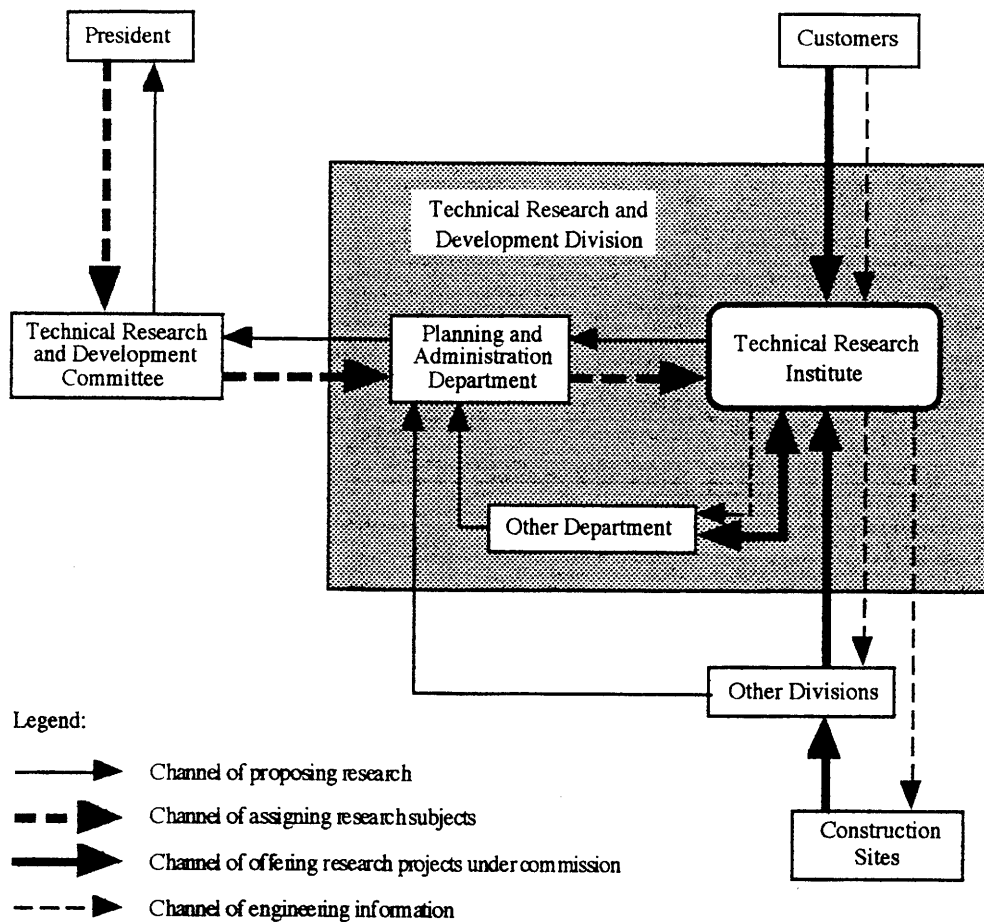 President
Customers
Technical Research and
Development Division
Technical Research
and Development
Committee
Planning and
Administration
Department
Technical Research
Institute
Other Department
Other Divisions
Construction
Sites
Legend:
Channel of proposing research
Channel of assigning research subjects
Channel of offering research projects under commission
Channel of engineering information